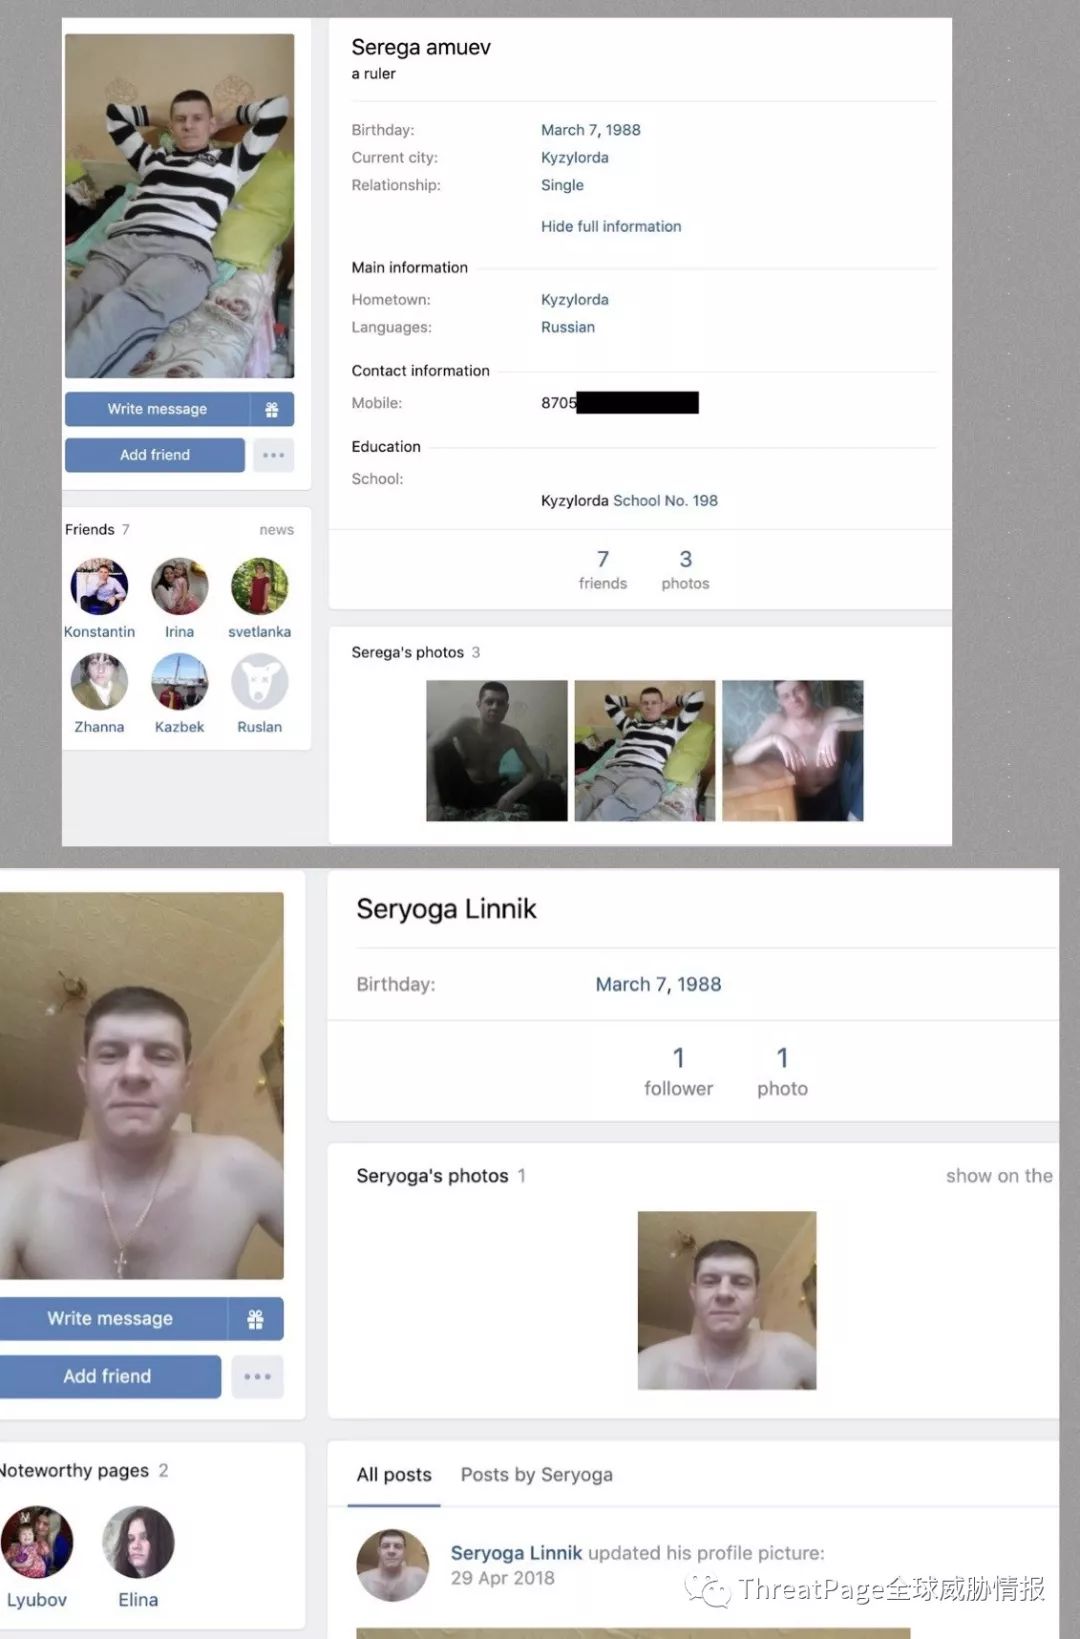 Serega amuev
a ruler
Birthday: March 7, 1988
Current city: Kyzylorda
Relationship: Single
Hide full information
Main information
Hometown: Kyzylorda
Languages: Russian
Contact information
Mobile: 8705
Education
School:
Kyzylorda School No. 198
7 3
friends photos
Write message
Add friend
Friends 7 news
Konstantin Irina svetlanka
Zhanna Kazbek Ruslan
Serega's photos 3
Seryoga Linnik
Birthday: March 7, 1988
1 1
follower photo
Write message
Add friend
Seryoga's photos 1 show on the
Noteworthy pages 2
Lyubov Elina
All posts Posts by Seryoga
Seryoga Linnik updated his profile picture:
29 Apr 2018
ThreatPage全球威胁情报